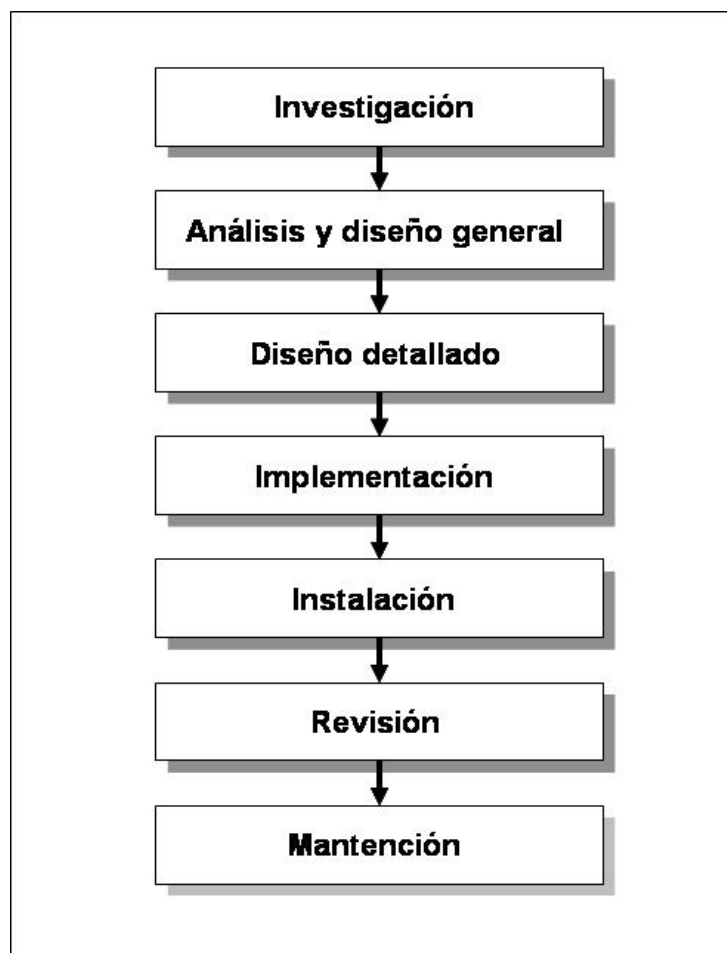 Investigación
Análisis y diseño general
Diseño detallado
Implementación
Instalación
Revisión
Mantención